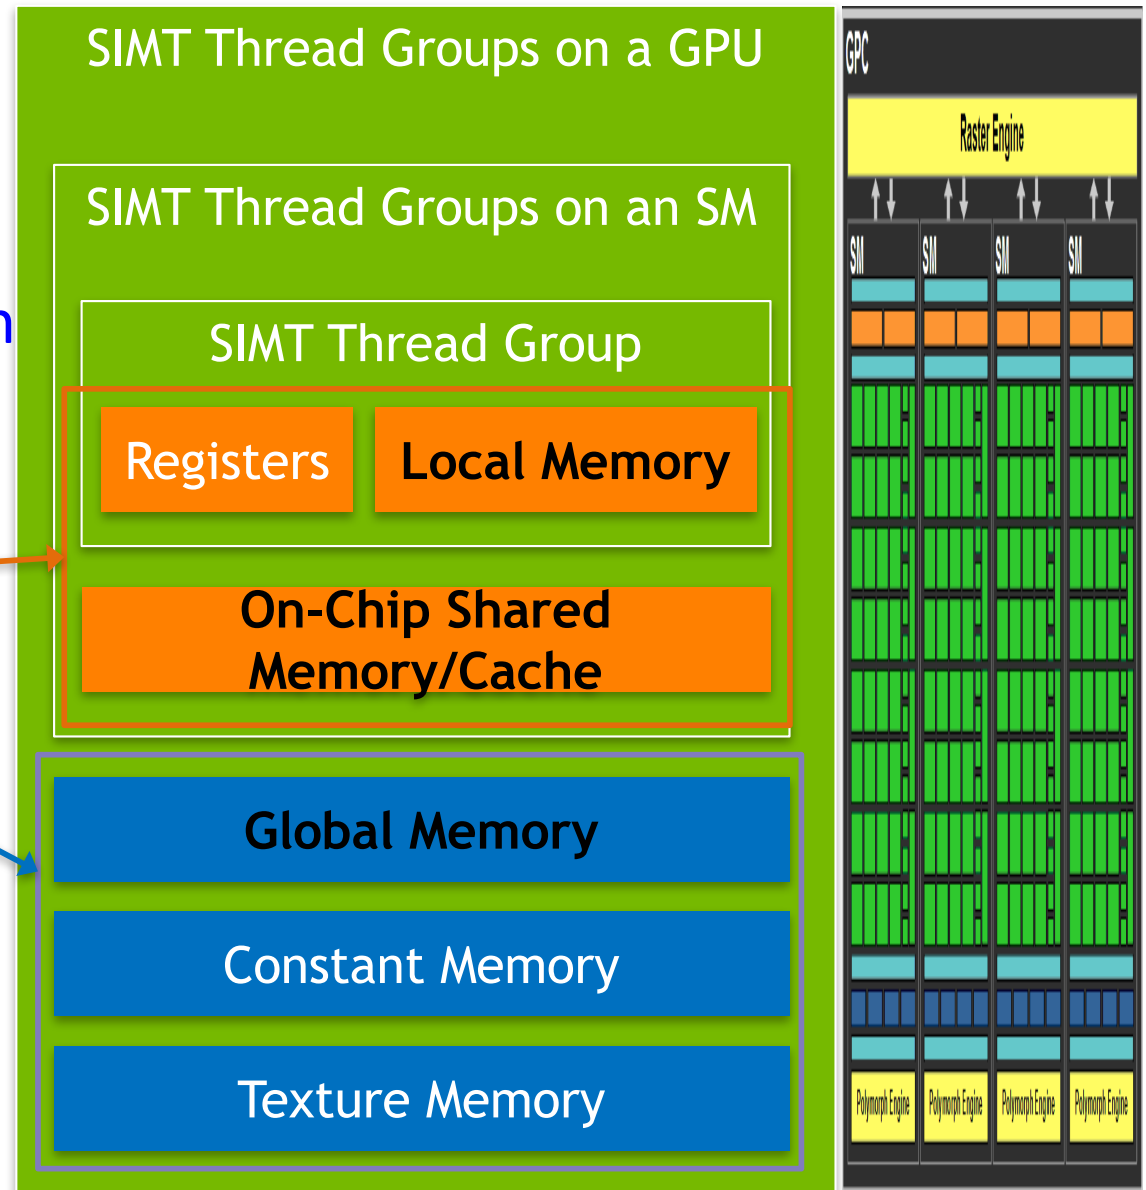 SIMT Thread Groups on a GPU
SIMT Thread Groups on an SM
SIMT Thread Group
Registers
Local Memory
On-Chip Shared
Memory/Cache
Global Memory
Constant Memory
Texture Memory
GPC
Raster Engine
SM
SM
SM
SM
Polymorph Engine
Polymorph Engine
Polymorph Engine
Polymorph Engine